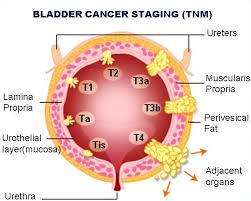 BLADDER CANCER STAGING (TNM)
Ureters
T2
T1
T3a
Muscularis
Propria
Lamina
Propria
T3b
Ta
Perivesical
Fat
Urothelial
layer(mucosa)
Tis
T4
Adjacent
organs
Urethra